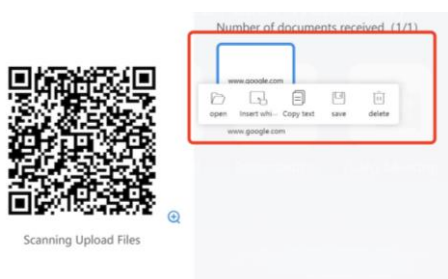 Number of documents received (1/1)
www.google.com
open Insert whi... Copy text save delete
www.google.com
Scanning Upload Files